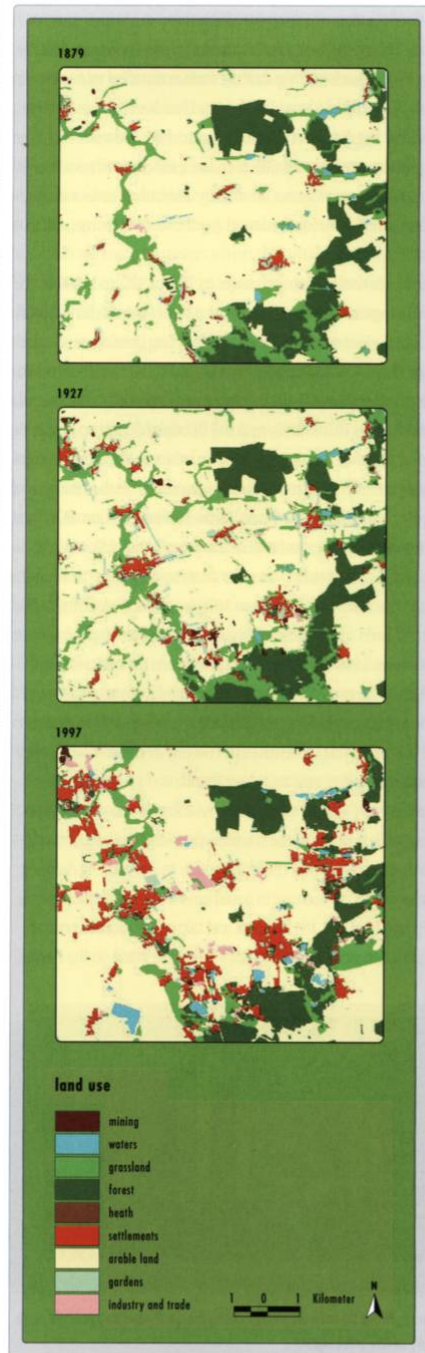 1879
1927
1997
land use
mining
waters
grassland
forest
heath
settlements
arable land
gardens
industry and trade
1 0 1 Kilometer
N